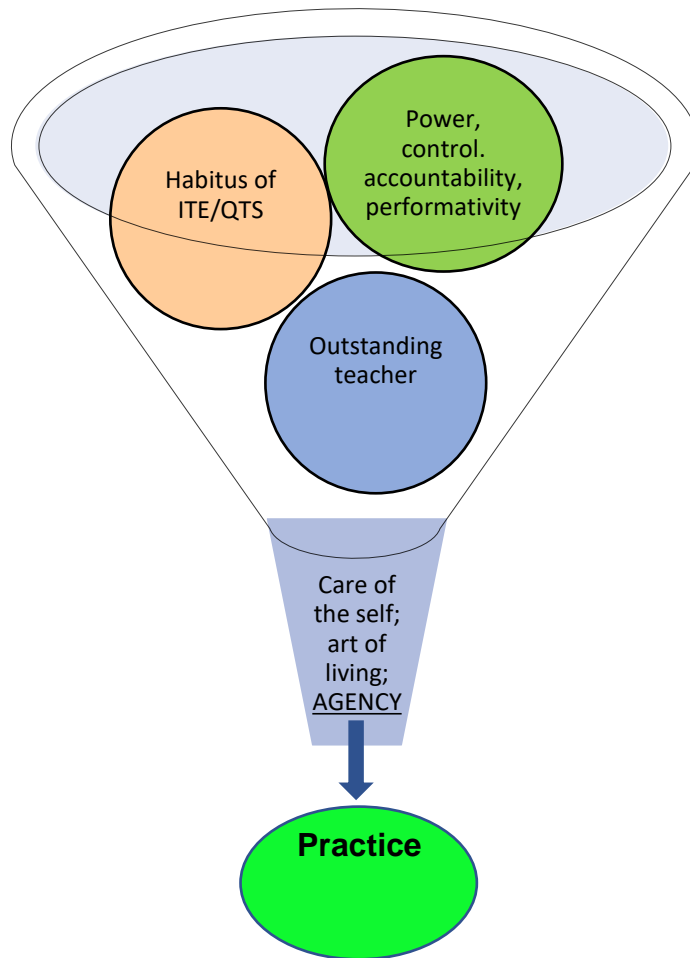 Power,
control.
accountability,
performativity
Habitus of
ITE/QTS
Outstanding
teacher
Care of
the self;
art of
living;
AGENCY
Practice